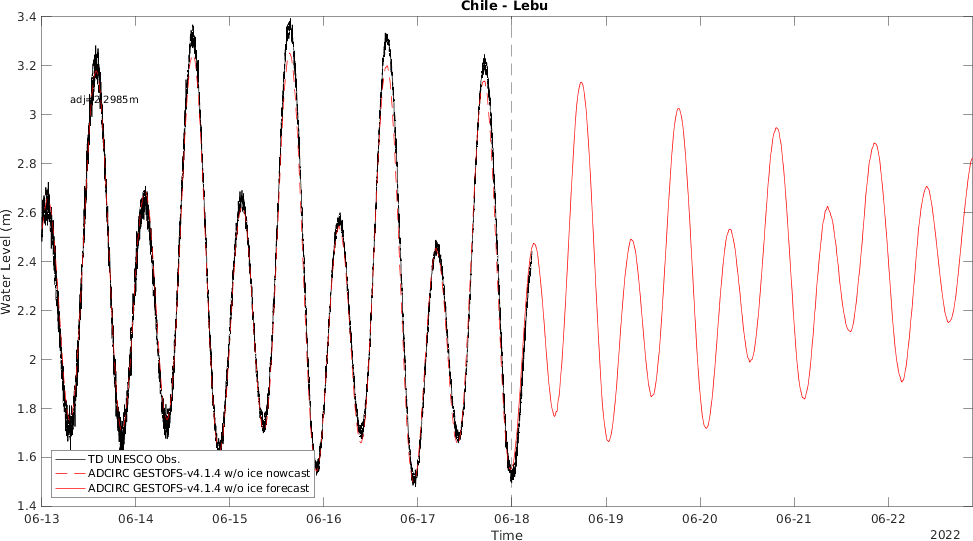 Chile - Lebu
3.4
3.2
3
2.8
2.6
2.4
2.2
2
1.8
1.6
1.4
Water Level (m)
adj=2.2985m
TD UNESCO Obs.
ADCIRC GESTOFS-v4.1.4 w/o ice nowcast
ADCIRC GESTOFS-v4.1.4 w/o ice forecast
06-13 06-14 06-15 06-16 06-17 06-18 06-19 06-20 06-21 06-22
Time
2022